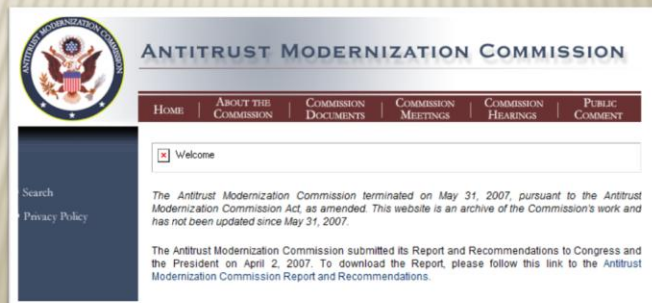 ANTITRUST MODERNIZATION COMMISSION
ANTITRUST MODERNIZATION COMMISSION
HOME | ABOUT THE COMMISSION | COMMISSION DOCUMENTS | COMMISSION MEETINGS | COMMISSION HEARINGS | PUBLIC COMMENT
Welcome
Search
Privacy Policy
The Antitrust Modernization Commission terminated on May 31, 2007, pursuant to the Antitrust
Modernization Commission Act, as amended. This website is an archive of the Commission's work and
has not been updated since May 31, 2007.
The Antitrust Modernization Commission submitted its Report and Recommendations to Congress and
the President on April 2, 2007. To download the Report, please follow this link to the Antitrust
Modernization Commission Report and Recommendations.